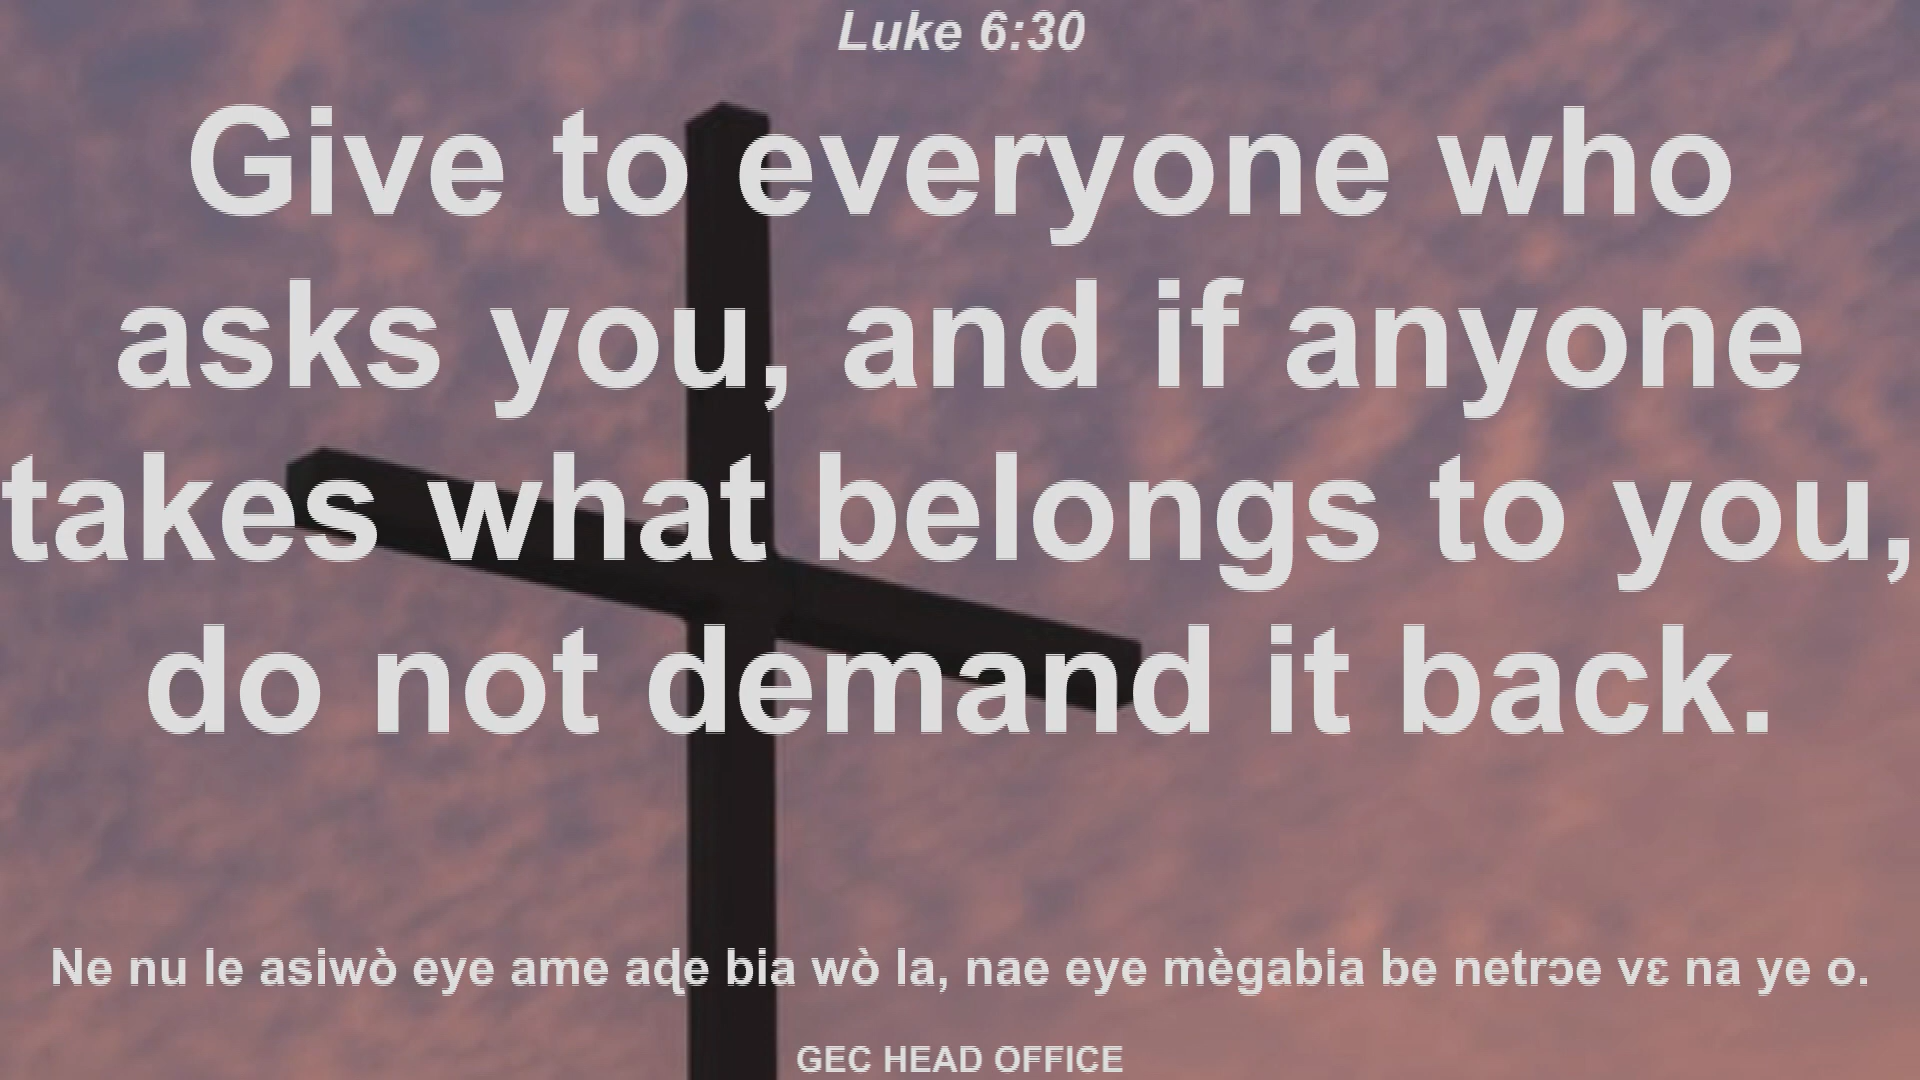 Luke 6:30
Give to everyone who
asks you, and if anyone
takes what belongs to you,
do not demand it back.
Ne nu le asiwò eye ame aɖe bia wò la, nae eye mègabia be netrɔe vɛ na ye o.
GEC HEAD OFFICE